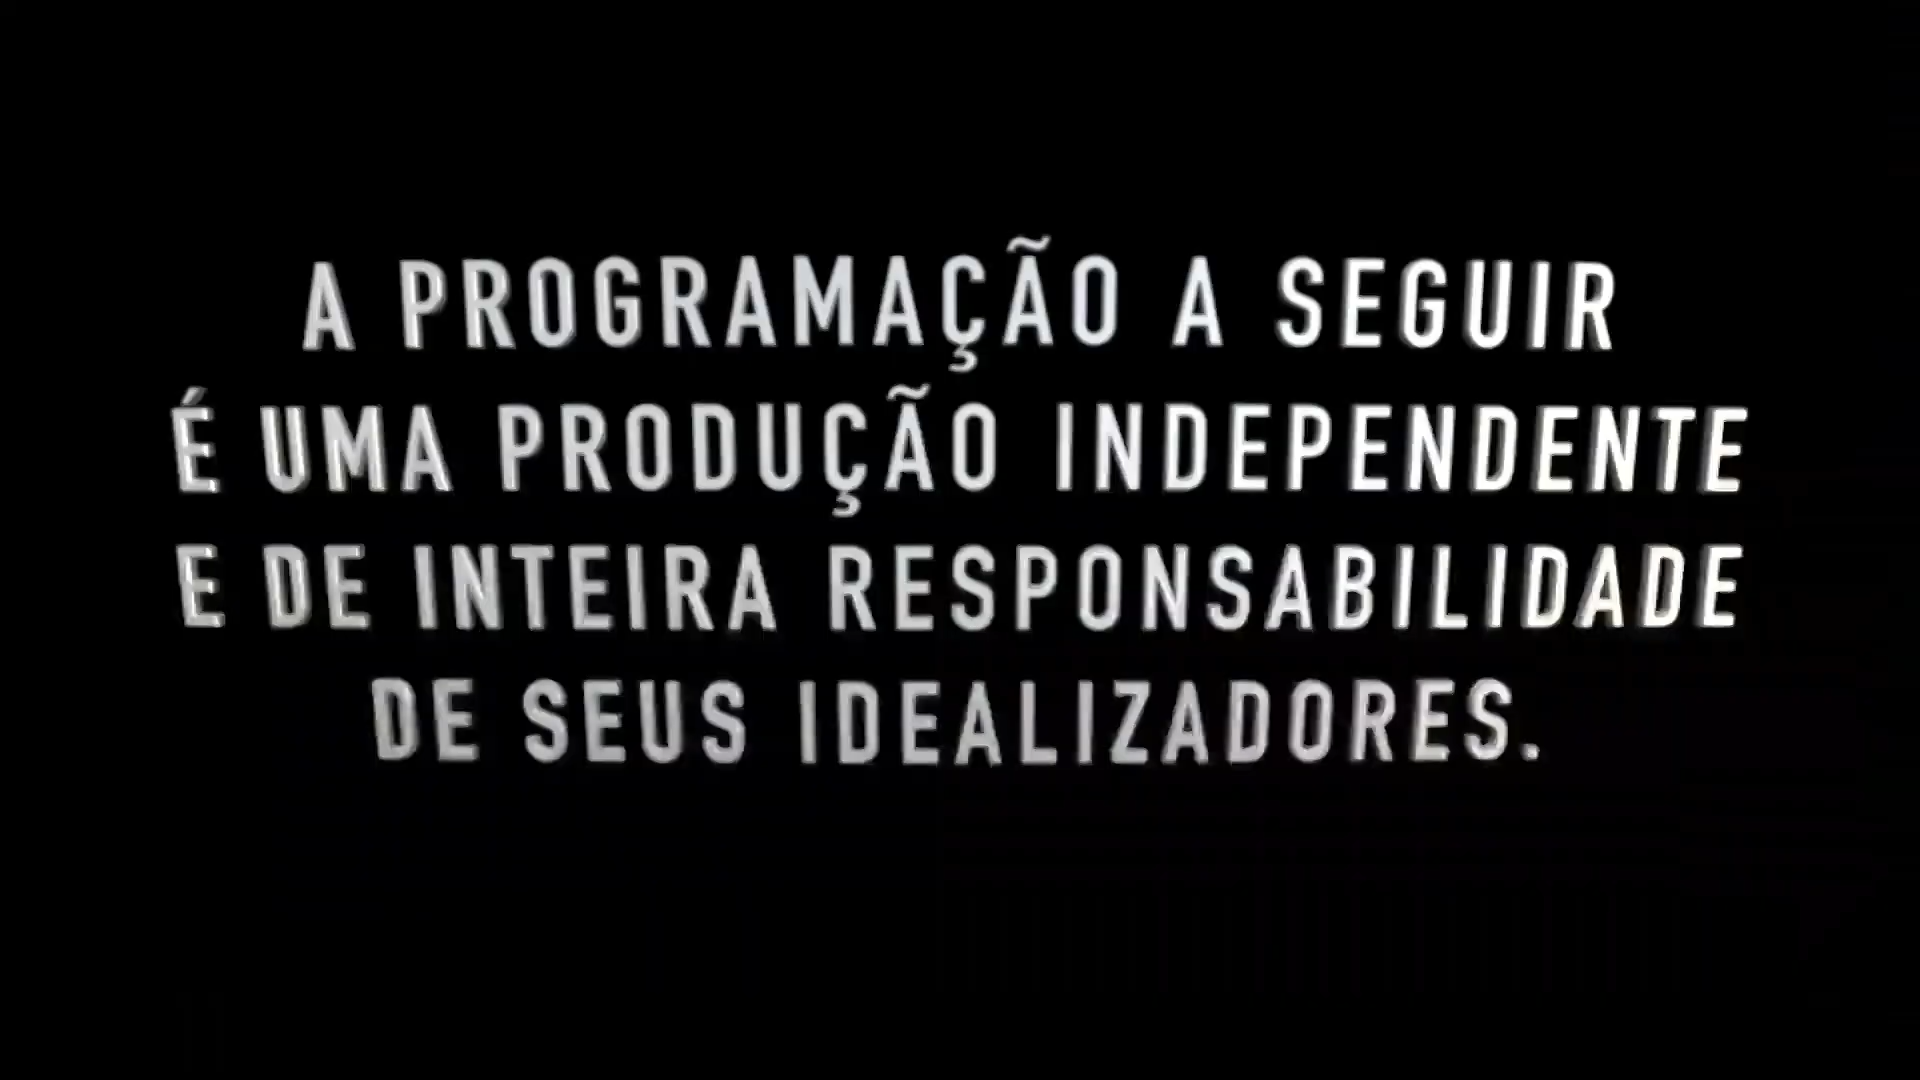 A PROGRAMAÇÃO A SEGUIR
É UMA PRODUÇÃO INDEPENDENTE
E DE INTEIRA RESPONSABILIDADE
DE SEUS IDEALIZADORES.